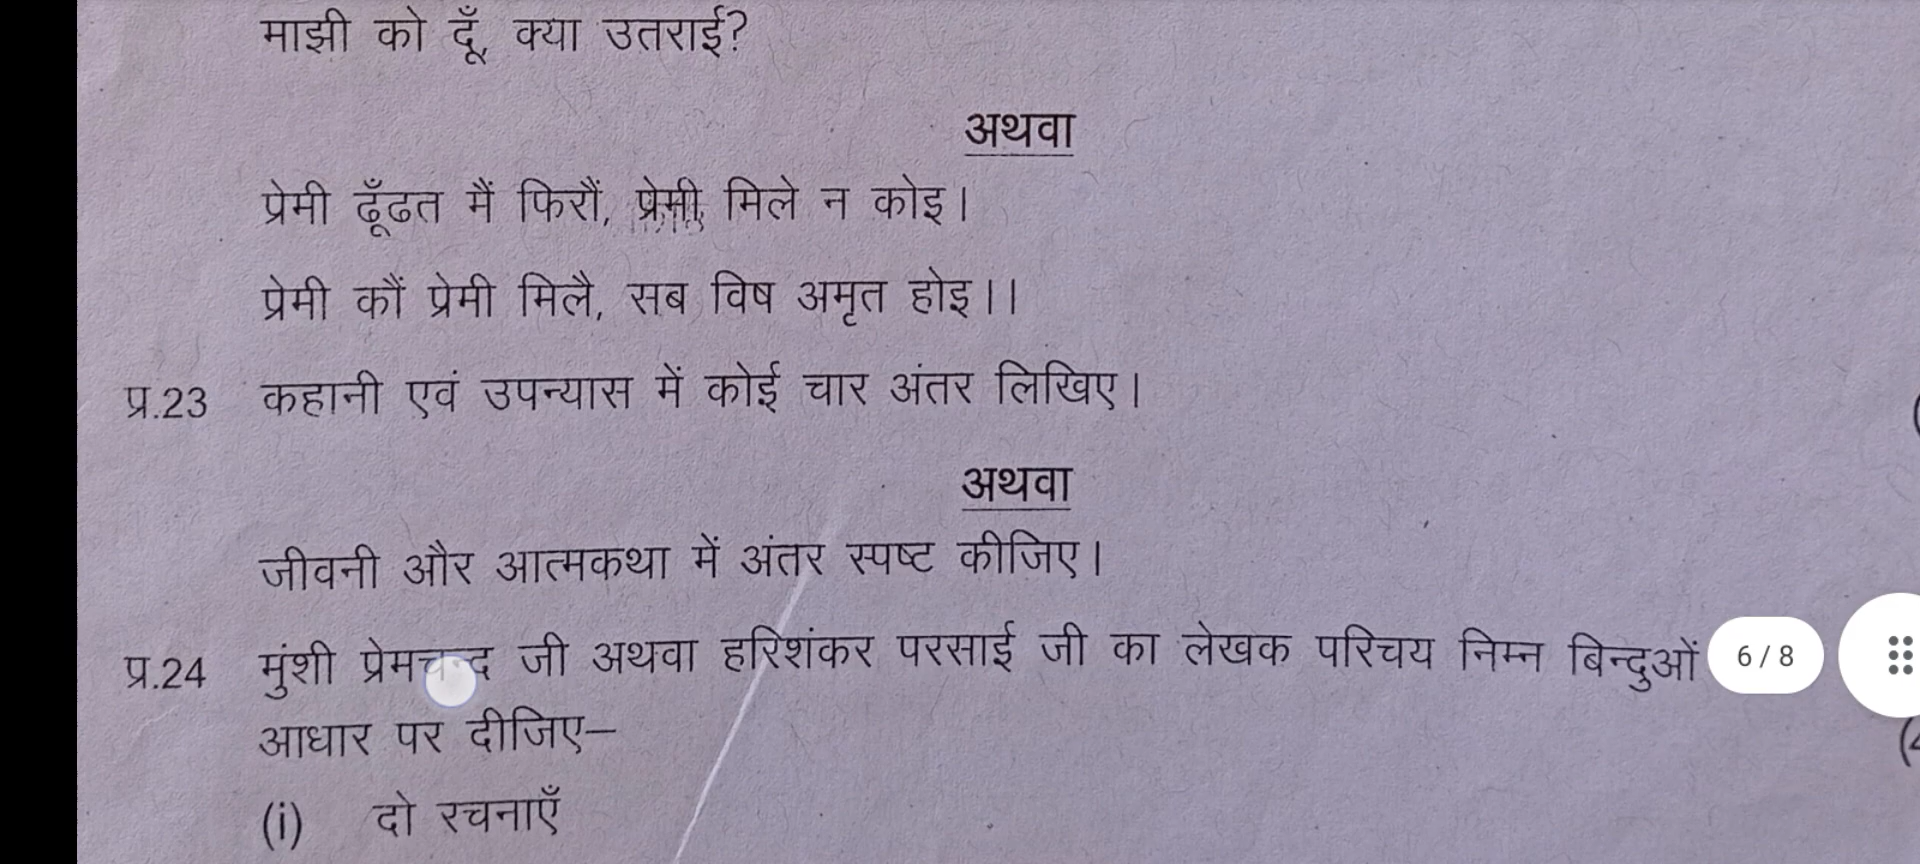 माझी को दूँ, क्या उतराई?
अथवा
प्रेमी ढूँढत मैं फिरौं, प्रेमी मिले न कोइ।
प्रेमी कौं प्रेमी मिलै, सब विष अमृत होइ।।
प्र.23 कहानी एवं उपन्यास में कोई चार अंतर लिखिए।
अथवा
जीवनी और आत्मकथा में अंतर स्पष्ट कीजिए।
प्र.24 मुंशी प्रेमचन्द जी अथवा हरिशंकर परसाई जी का लेखक परिचय निम्न बिन्दुओं
6 / 8
आधार पर दीजिए–
(i) दो रचनाएँ